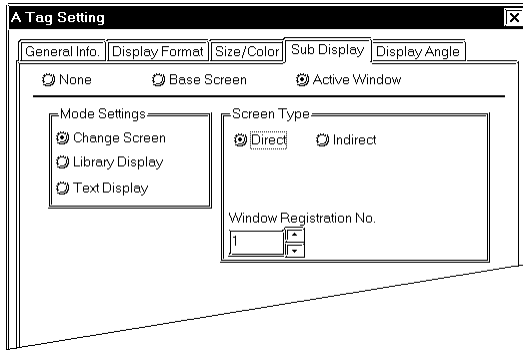 A Tag Setting
General Info. Display Format Size/Color Sub Display Display Angle
None Base Screen Active Window
Mode Settings Screen Type
Change Screen Direct Indirect
Library Display
Text Display
Window Registration No.
1